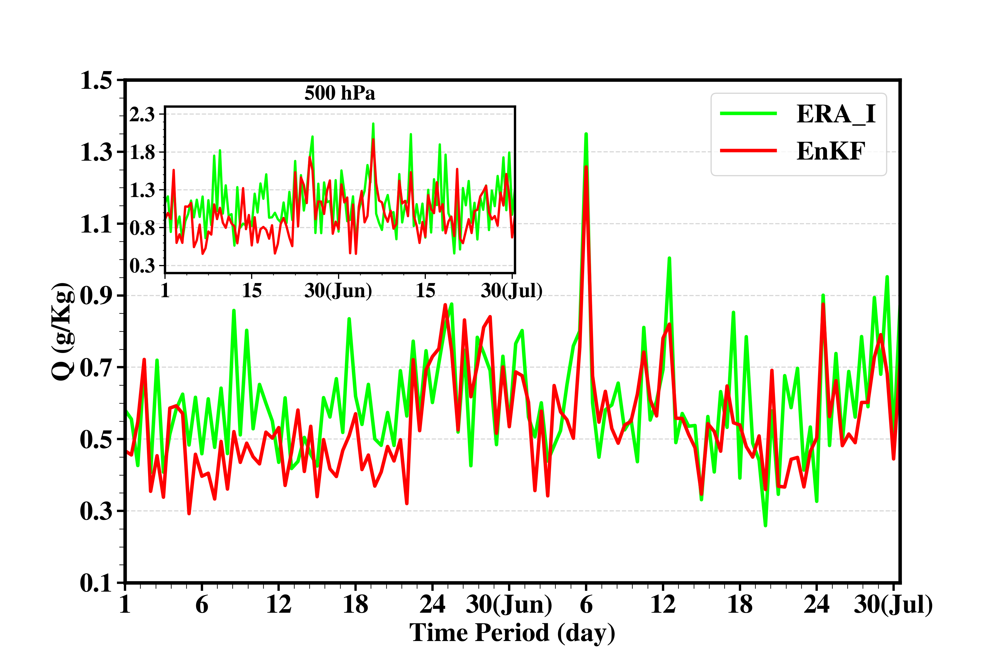 1.5
1.3
1.1
0.9
0.7
0.5
0.3
0.1
Q (g/Kg)
500 hPa
2.3
1.8
1.3
0.8
0.3
1 15 30(Jun) 15 30(Jul)
ERA_I
EnKF
1 6 12 18 24 30(Jun) 6 12 18 24 30(Jul)
Time Period (day)